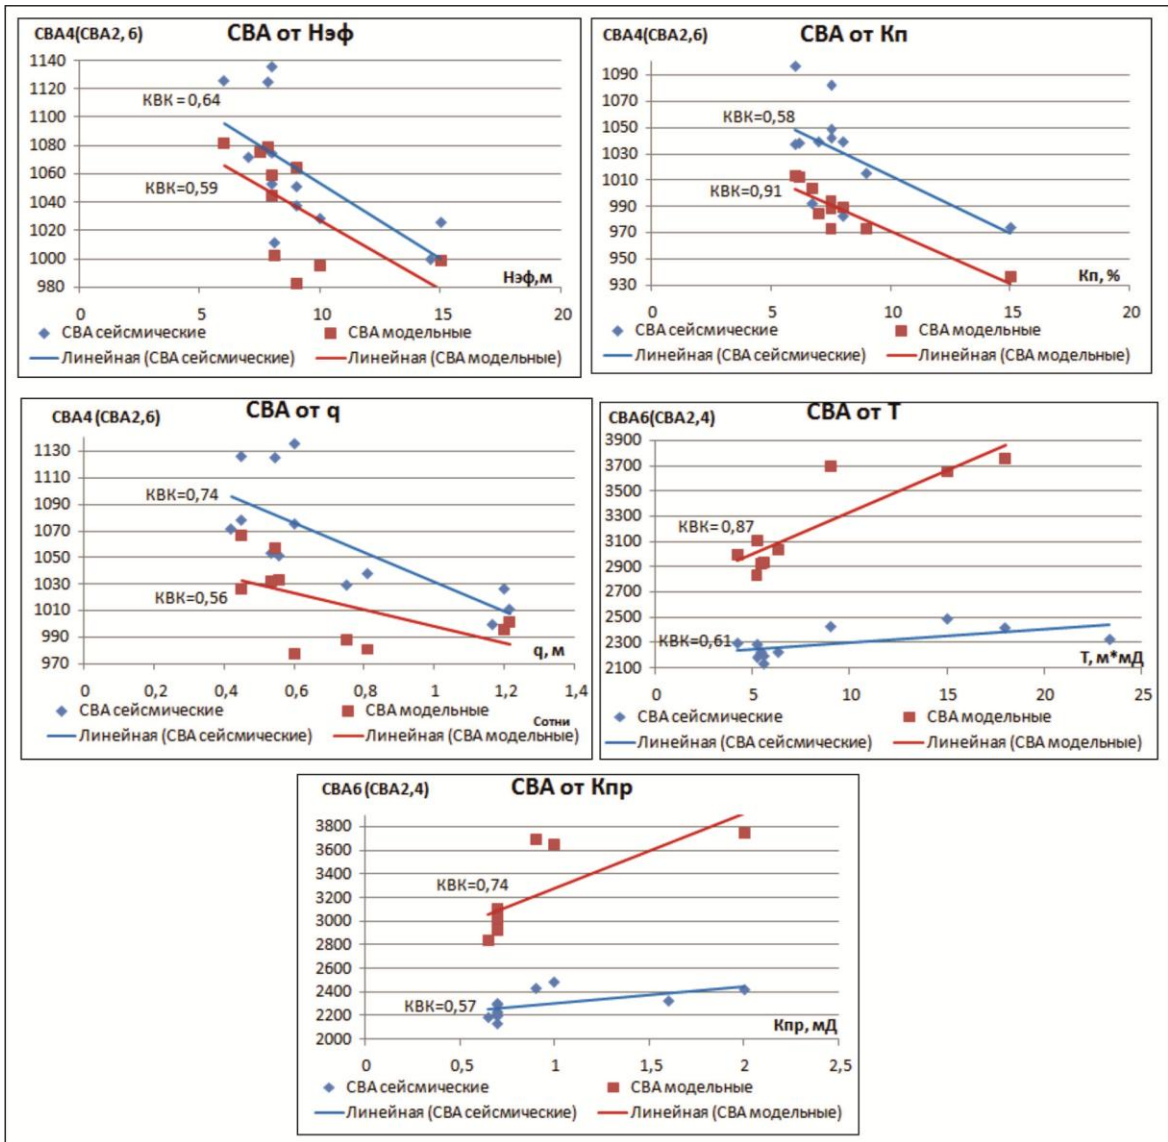 СВА4(СВА2, 6) СВА от Нэф
1140
1120
1100
1080
1060
1040
1020
1000
980
КВК = 0,64
КВК=0,59
Нэф,м
0 5 10 15 20
СВА сейсмические СВА модельные
Линейная (СВА сейсмические) Линейная (СВА модельные)
СВА4(СВА2,6) СВА от Кп
1090
1070
1050
1030
1010
990
970
950
930
КВК=0,58
КВК=0,91
Кп, %
0 5 10 15 20
СВА сейсмические СВА модельные
Линейная (СВА сейсмические) Линейная (СВА модельные)
СВА4 (СВА2,6) СВА от q
1130
1110
1090
1070
1050
1030
1010
990
970
КВК=0,74
КВК=0,56
q, м
0 0,2 0,4 0,6 0,8 1 1,2 1,4
Сотни
СВА сейсмические СВА модельные
Линейная (СВА сейсмические) Линейная (СВА модельные)
СВА6(СВА2,4) СВА от Т
3900
3700
3500
3300
3100
2900
2700
2500
2300
2100
КВК= 0,87
КВК=0,61
Т, м*мД
0 5 10 15 20 25
СВА сейсмические СВА модельные
Линейная (СВА сейсмические) Линейная (СВА модельные)
СВА6 (СВА2,4) СВА от Кпр
3800
3600
3400
3200
3000
2800
2600
2400
2200
2000
КВК=0,74
КВК=0,57
Кпр, мД
0 0,5 1 1,5 2 2,5
СВА сейсмические СВА модельные
Линейная (СВА сейсмические) Линейная (СВА модельные)